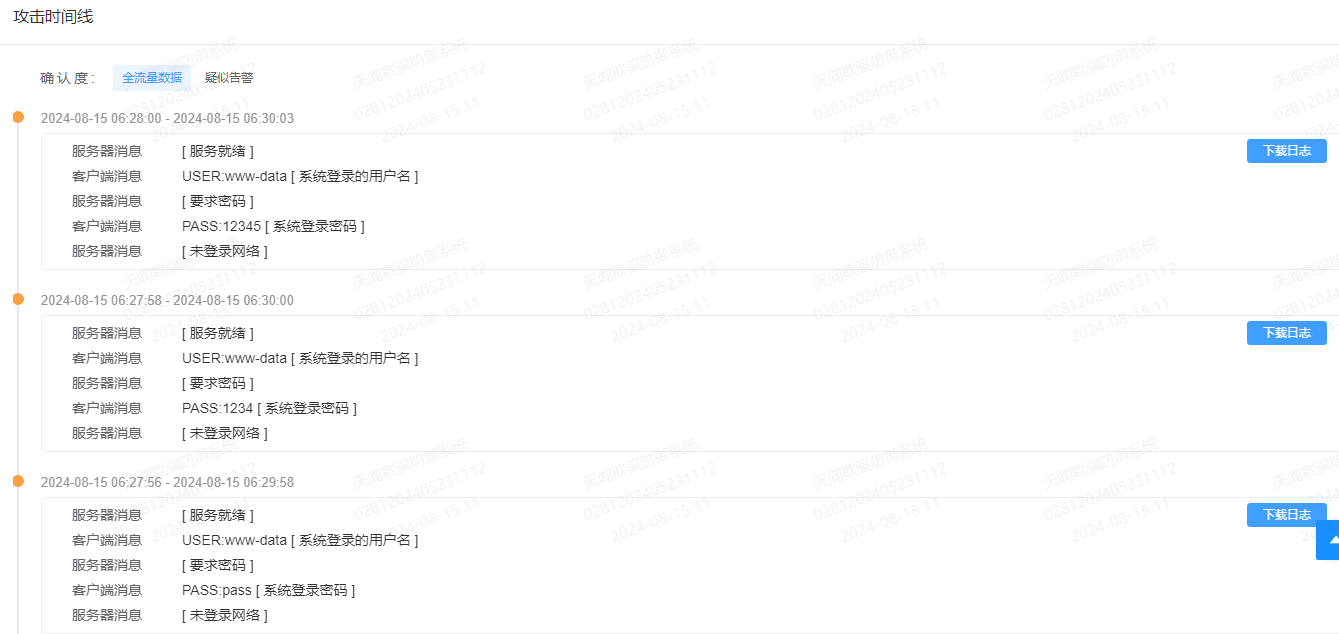 攻击时间线
确 认 度： 全流量数据 疑似告警
2024-08-15 06:28:00 - 2024-08-15 06:30:03
服务器消息 [ 服务就绪 ] 下载日志
客户端消息 USER:www-data [ 系统登录的用户名 ]
服务器消息 [ 要求密码 ]
客户端消息 PASS:12345 [ 系统登录密码 ]
服务器消息 [ 未登录网络 ]
2024-08-15 06:27:58 - 2024-08-15 06:30:00
服务器消息 [ 服务就绪 ] 下载日志
客户端消息 USER:www-data [ 系统登录的用户名 ]
服务器消息 [ 要求密码 ]
客户端消息 PASS:1234 [ 系统登录密码 ]
服务器消息 [ 未登录网络 ]
2024-08-15 06:27:56 - 2024-08-15 06:29:58
服务器消息 [ 服务就绪 ] 下载日志
客户端消息 USER:www-data [ 系统登录的用户名 ]
服务器消息 [ 要求密码 ]
客户端消息 PASS:pass [ 系统登录密码 ]
服务器消息 [ 未登录网络 ]
天阗欺骗防御系统
0281202405231112
2024-08-15 11